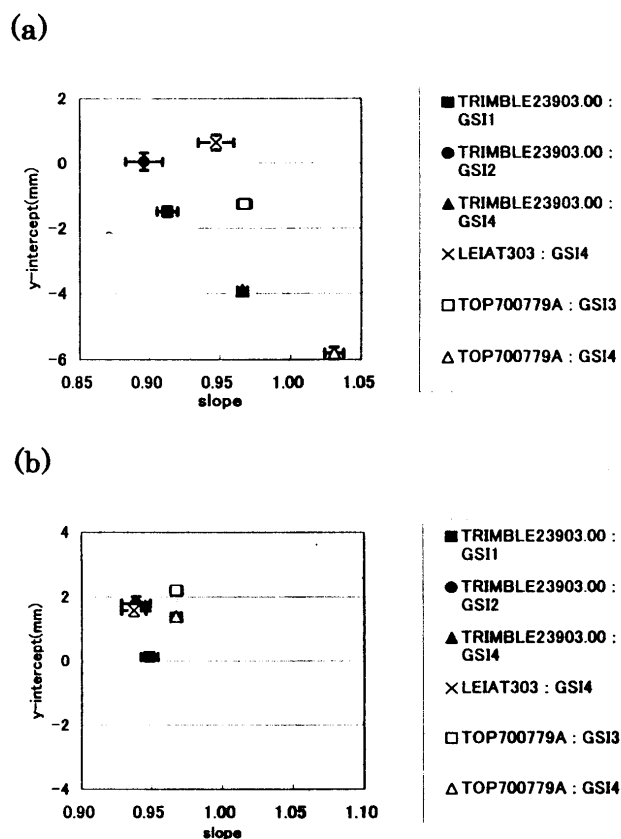 (a)
2
0
-2
-4
-6
0.85 0.90 0.95 1.00 1.05
slope
y-intercept(mm)
TRIMBLE23903.00 :
GSI1
TRIMBLE23903.00 :
GSI2
TRIMBLE23903.00 :
GSI4
LEIAT303 : GSI4
TOP700779A : GSI3
TOP700779A : GSI4
(b)
4
2
0
-2
-4
0.90 0.95 1.00 1.05 1.10
slope
y-intercept(mm)
TRIMBLE23903.00 :
GSI1
TRIMBLE23903.00 :
GSI2
TRIMBLE23903.00 :
GSI4
LEIAT303 : GSI4
TOP700779A : GSI3
TOP700779A : GSI4